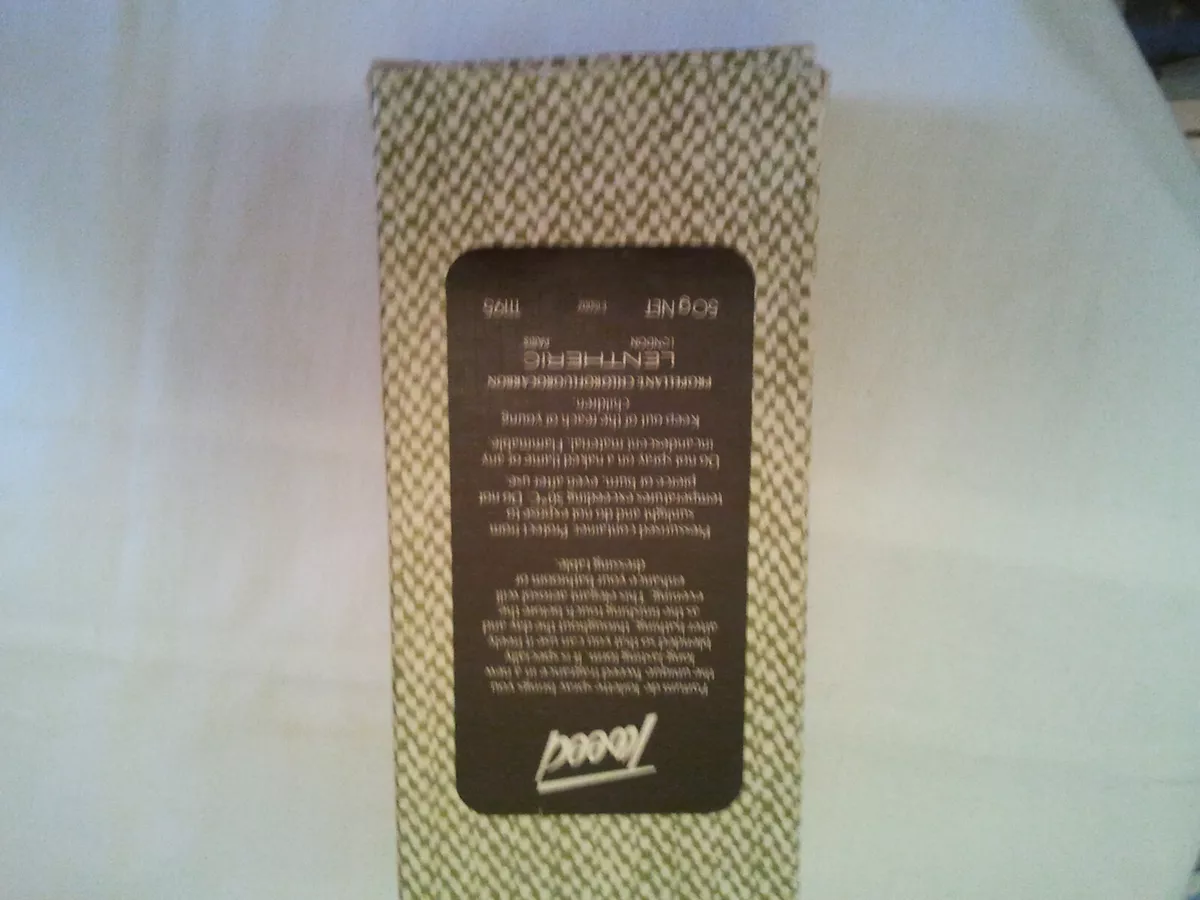 Tweed
Parfum de toilette spray brings you
the unique Tweed fragrance in a new
long lasting form. It is specially
blended so that you can use it freely
after bathing, throughout the day and
as the finishing touch before the
evening. This elegant aerosol will
enhance your bathroom or
dressing table.
Pressurised container. Protect from
sunlight and do not expose to
temperatures exceeding 50°C. Do not
pierce or burn, even after use.
Do not spray on a naked flame or any
incandescent material. Flammable.
Keep out of the reach of young
children.
PROPELLANT: CHLOROFLUOROCARBON
LENTHERIC
LONDON PARIS
50g NET 11195